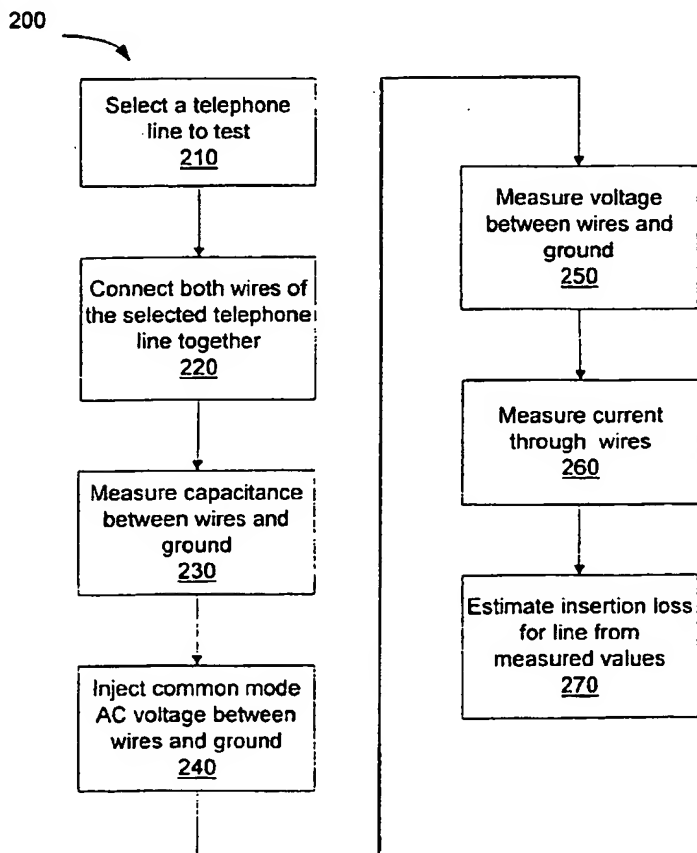 200
Select a telephone
line to test
210
Connect both wires of
the selected telephone
line together
220
Measure capacitance
between wires and
ground
230
Inject common mode
AC voltage between
wires and ground
240
Measure voltage
between wires and
ground
250
Measure current
through wires
260
Estimate insertion loss
for line from
measured values
270